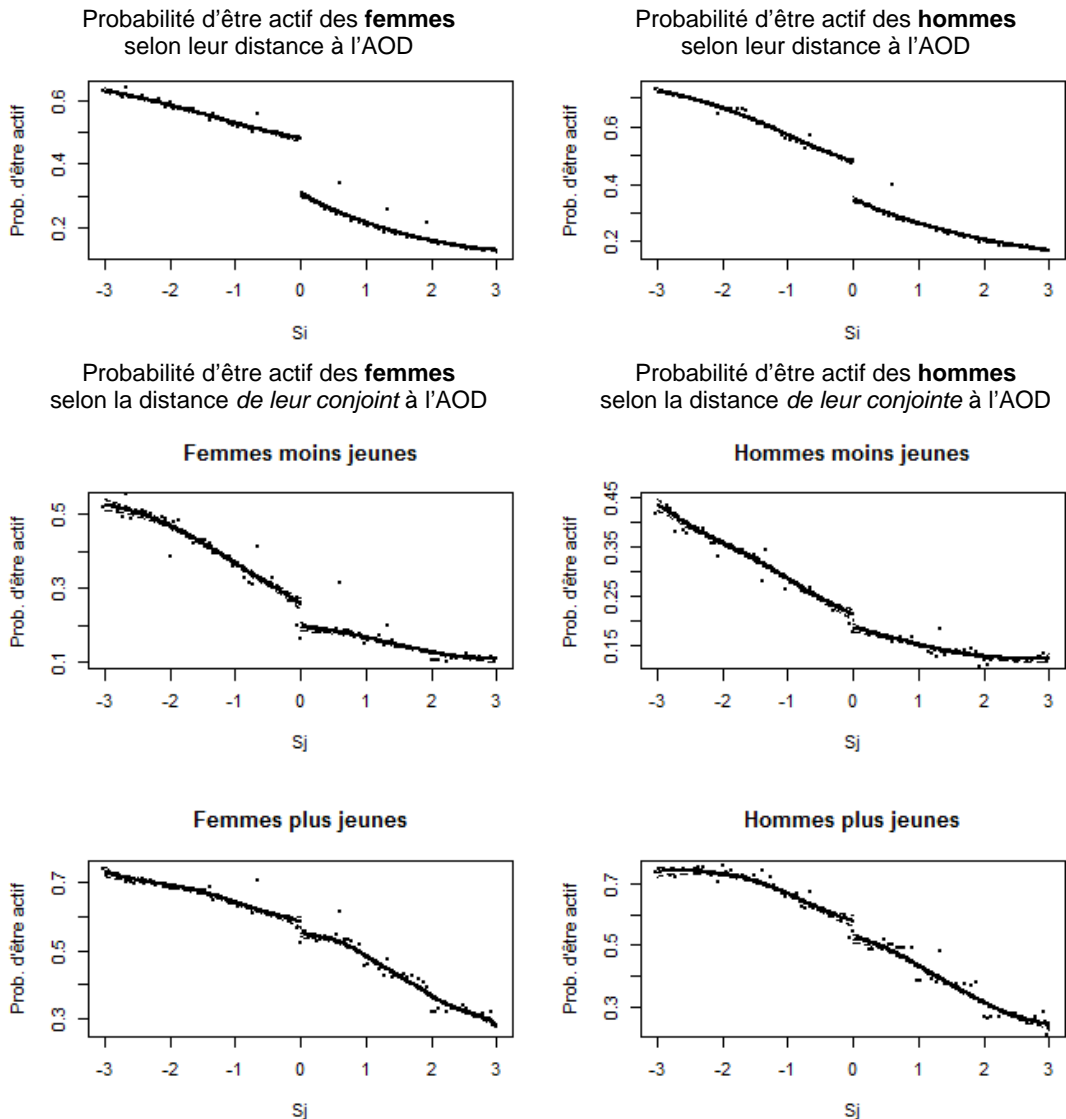 Probabilité d'être actif des femmes
selon leur distance à l'AOD
Probabilité d'être actif des hommes
selon leur distance à l'AOD
Prob. d'être actif
0.2 0.4 0.6
-3 -2 -1 0 1 2 3
Si
Prob. d'être actif
0.2 0.4 0.6
-3 -2 -1 0 1 2 3
Si
Probabilité d'être actif des femmes
selon la distance de leur conjoint à l'AOD
Probabilité d'être actif des hommes
selon la distance de leur conjointe à l'AOD
Femmes moins jeunes
Prob. d'être actif
0.1 0.3 0.5
-3 -2 -1 0 1 2 3
Sj
Hommes moins jeunes
Prob. d'être actif
0.15 0.25 0.35 0.45
-3 -2 -1 0 1 2 3
Sj
Femmes plus jeunes
Prob. d'être actif
0.3 0.5 0.7
-3 -2 -1 0 1 2 3
Sj
Hommes plus jeunes
Prob. d'être actif
0.3 0.5 0.7
-3 -2 -1 0 1 2 3
Sj